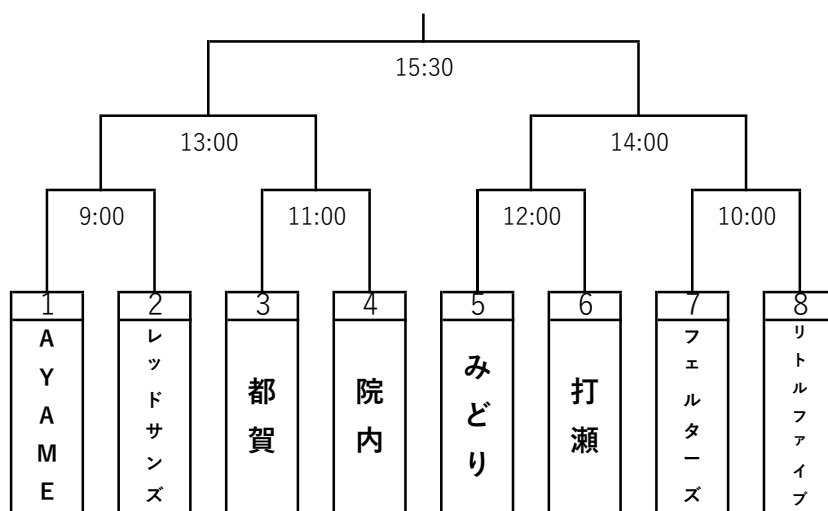 15:30
13:00
14:00
9:00
11:00
12:00
10:00
1
2
3
4
5
6
7
8
AYAME
レッドサンズ
都賀
院内
みどり
打瀬
フェルターズ
リトルファイブ